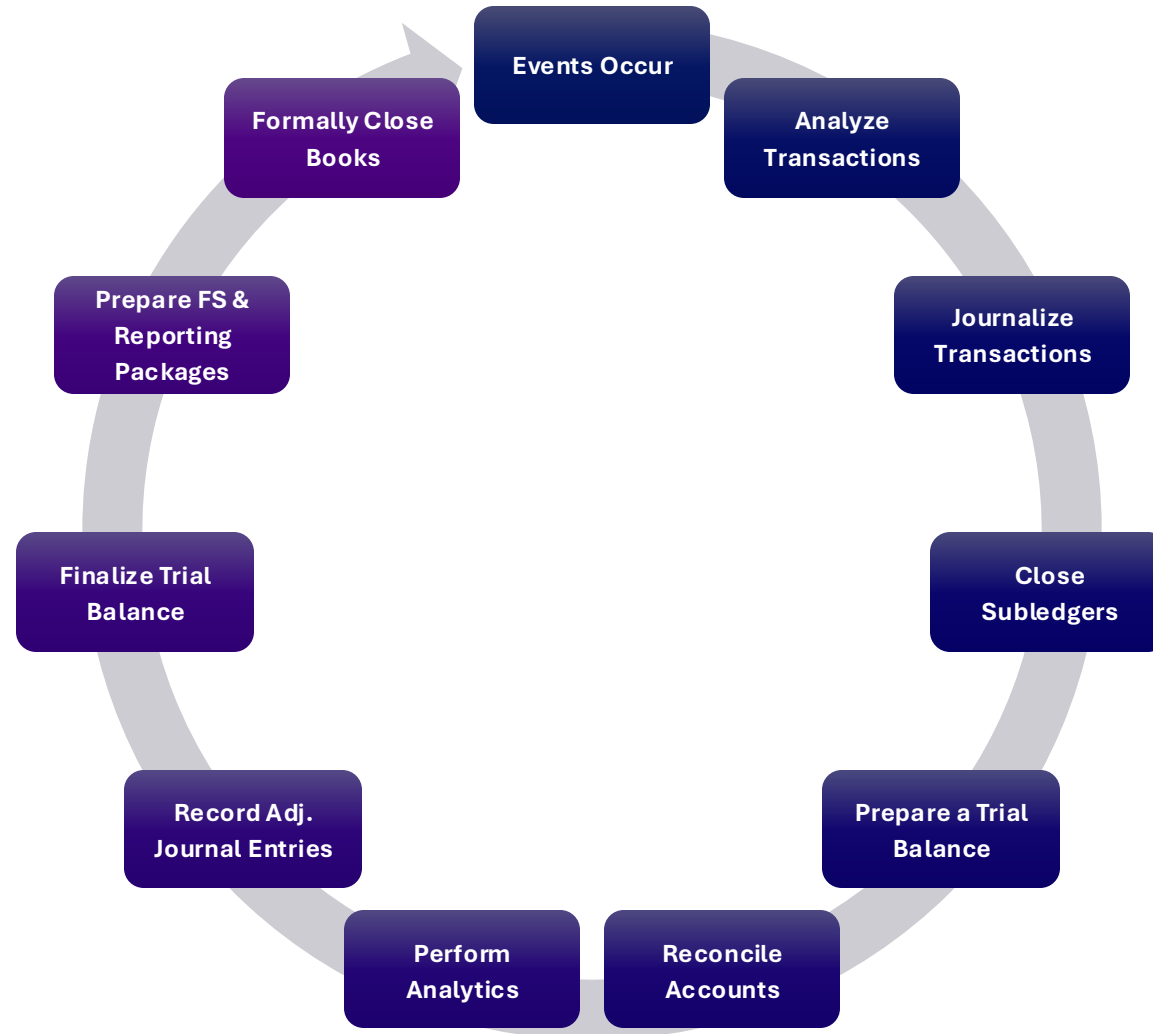 Events Occur
Analyze
Transactions
Journalize
Transactions
Close
Subledgers
Prepare a Trial
Balance
Reconcile
Accounts
Perform
Analytics
Record Adj.
Journal Entries
Finalize Trial
Balance
Prepare FS &
Reporting
Packages
Formally Close
Books